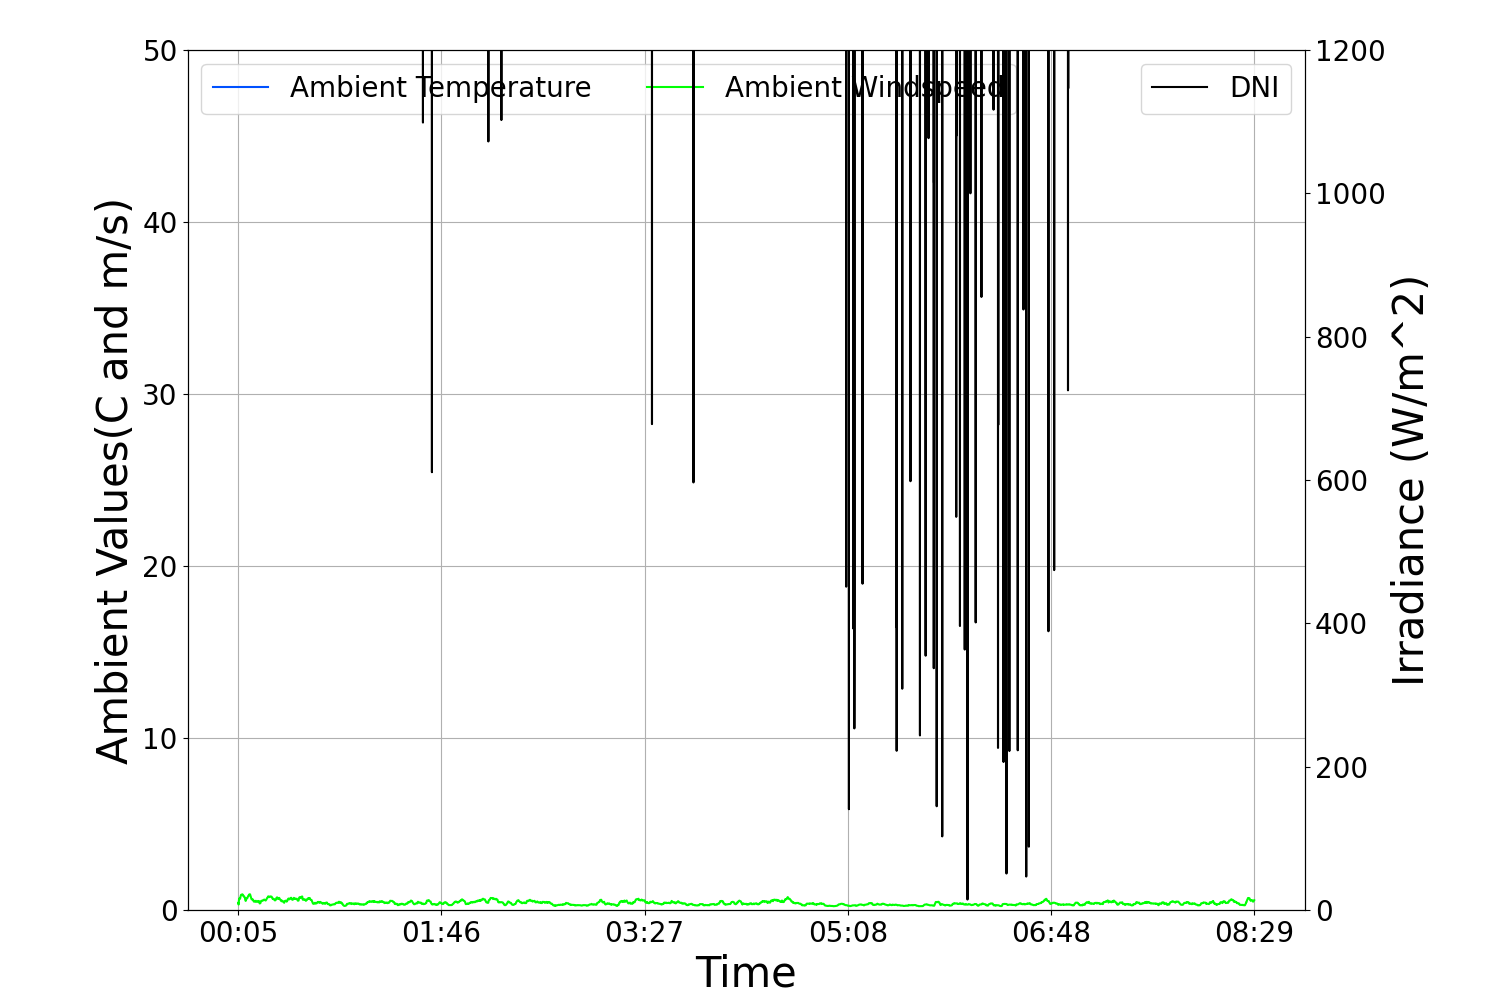 Ambient Temperature
Ambient Windspeed
DNI
Ambient Values(C and m/s)
50
40
30
20
10
0
1200
1000
800
600
400
200
0
Irradiance (W/m^2)
00:05 01:46 03:27 05:08 06:48 08:29
Time